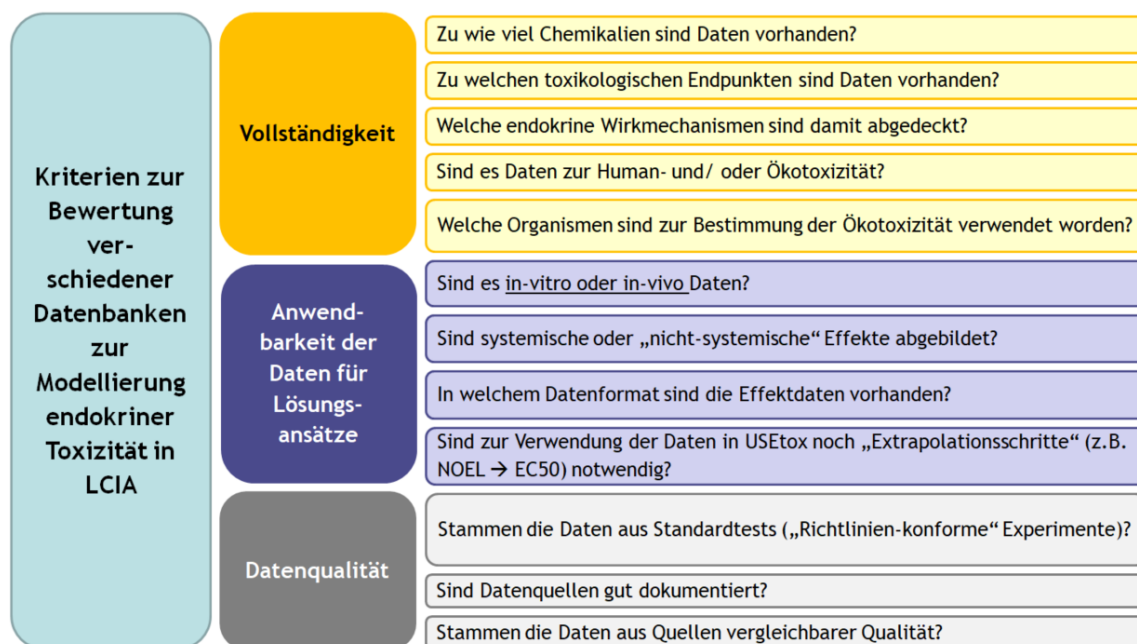 Kriterien zur
Bewertung
ver-
schiedener
Datenbanken
zur
Modellierung
endokriner
Toxizität in
LCIA
Vollständigkeit
Zu wie viel Chemikalien sind Daten vorhanden?
Zu welchen toxikologischen Endpunkten sind Daten vorhanden?
Welche endokrine Wirkmechanismen sind damit abgedeckt?
Sind es Daten zur Human- und/ oder Ökotoxizität?
Welche Organismen sind zur Bestimmung der Ökotoxizität verwendet worden?
Anwend-
barkeit der
Daten für
Lösungs-
ansätze
Sind es in-vitro oder in-vivo Daten?
Sind systemische oder „nicht-systemische“ Effekte abgebildet?
In welchem Datenformat sind die Effektdaten vorhanden?
Sind zur Verwendung der Daten in USEtox noch „Extrapolationsschritte“ (z.B.
NOEL → EC50) notwendig?
Datenqualität
Stammen die Daten aus Standardtests („Richtlinien-konforme“ Experimente)?
Sind Datenquellen gut dokumentiert?
Stammen die Daten aus Quellen vergleichbarer Qualität?